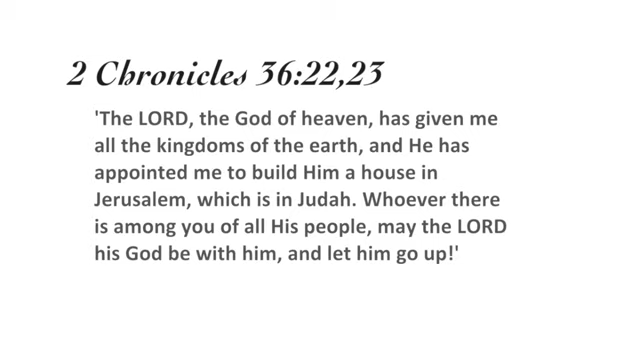 2 Chronicles 36:22,23
'The LORD, the God of heaven, has given me
all the kingdoms of the earth, and He has
appointed me to build Him a house in
Jerusalem, which is in Judah. Whoever there
is among you of all His people, may the LORD
his God be with him, and let him go up!'